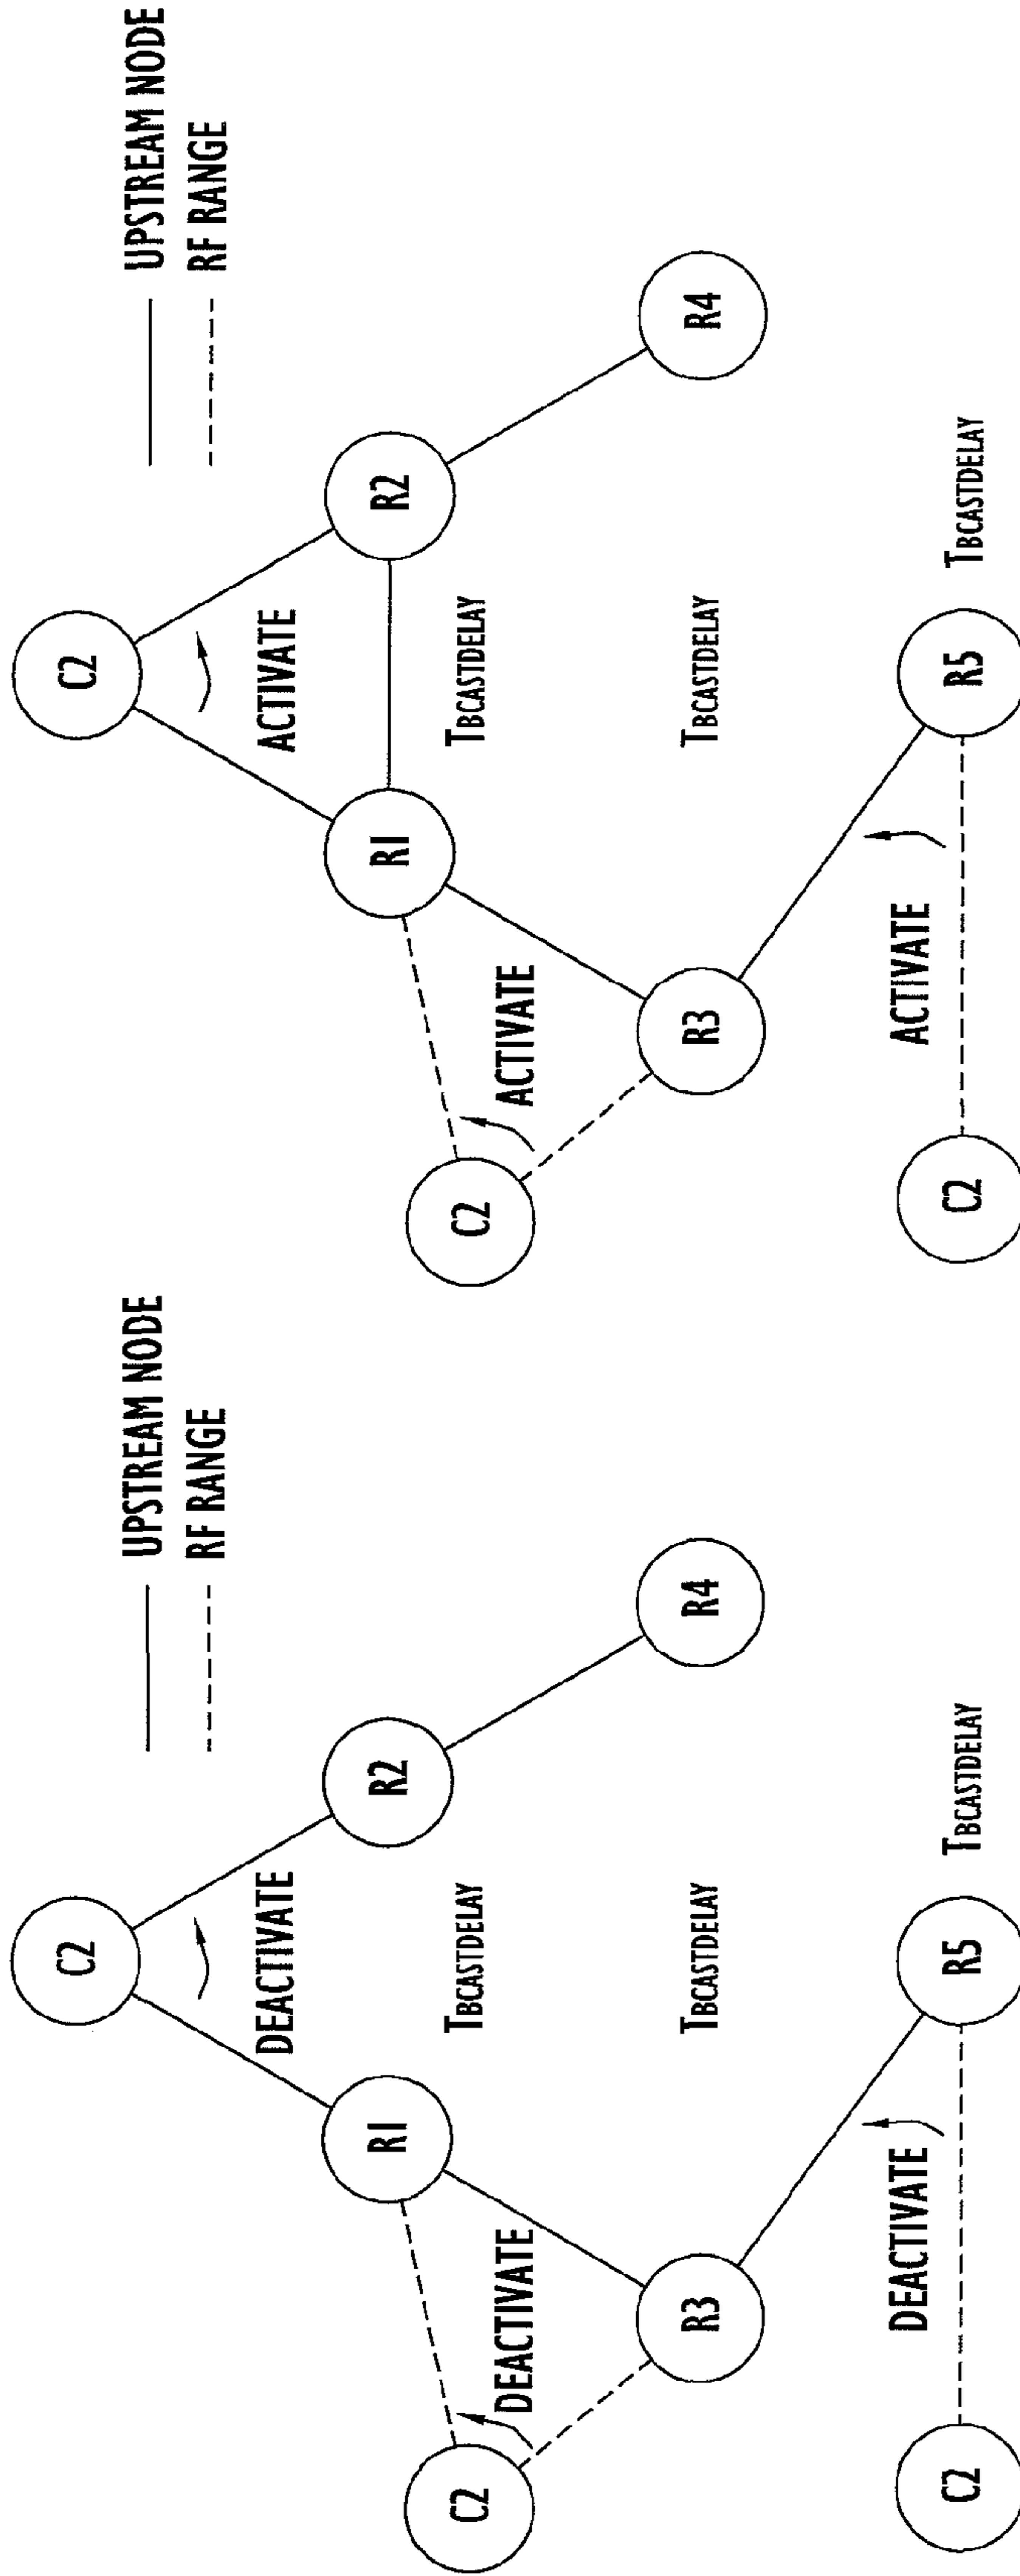 UPSTREAM NODE
RF RANGE
C2
DEACTIVATE
R1
R2
TBCASTDELAY
C2
DEACTIVATE
R3
R4
TBCASTDELAY
C2
DEACTIVATE
R5
TBCASTDELAY
UPSTREAM NODE
RF RANGE
C2
ACTIVATE
R1
R2
TBCASTDELAY
C2
ACTIVATE
R3
R4
TBCASTDELAY
C2
ACTIVATE
R5
TBCASTDELAY